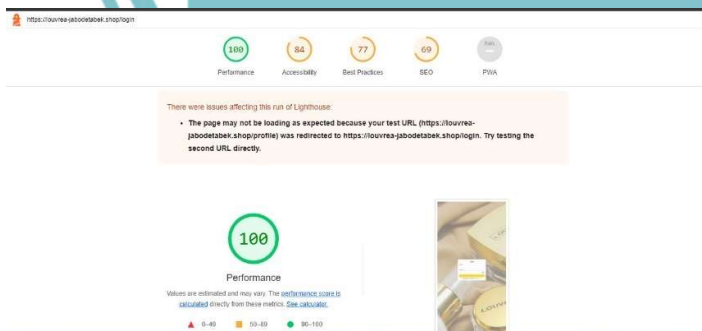 https://louvrea-jabodetabek.shop/login
100
84
77
69
Performance
Accessibility
Best Practices
SEO
PWA
There were issues affecting this run of Lighthouse:
• The page may not be loading as expected because your test URL (https://louvrea-
jabodetabek.shop/profile) was redirected to https://louvrea-jabodetabek.shop/login. Try testing the
second URL directly.
100
Performance
Values are estimated and may vary. The performance score is
calculated directly from these metrics. See calculator.
0–49
50–89
90–100